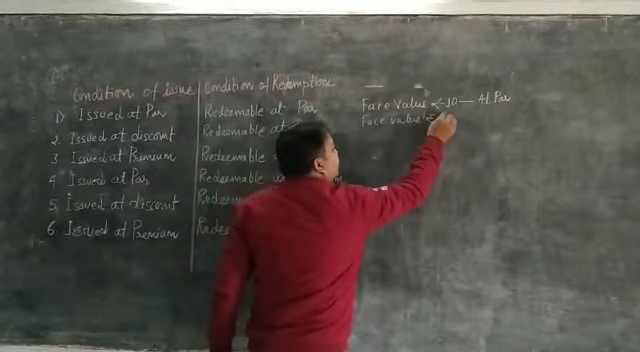 Condition of issue
1) Issued at Par
2. Issued at discount
3 Issued at Premium
4 Issued at Par
5. Issued at discount
6. Issued at Premium
Condition of Redemption
Redeemable at Par
Redeemable at
Redeemable
Redeemable
Face Value ₹ 10 — At Par
Face value ₹